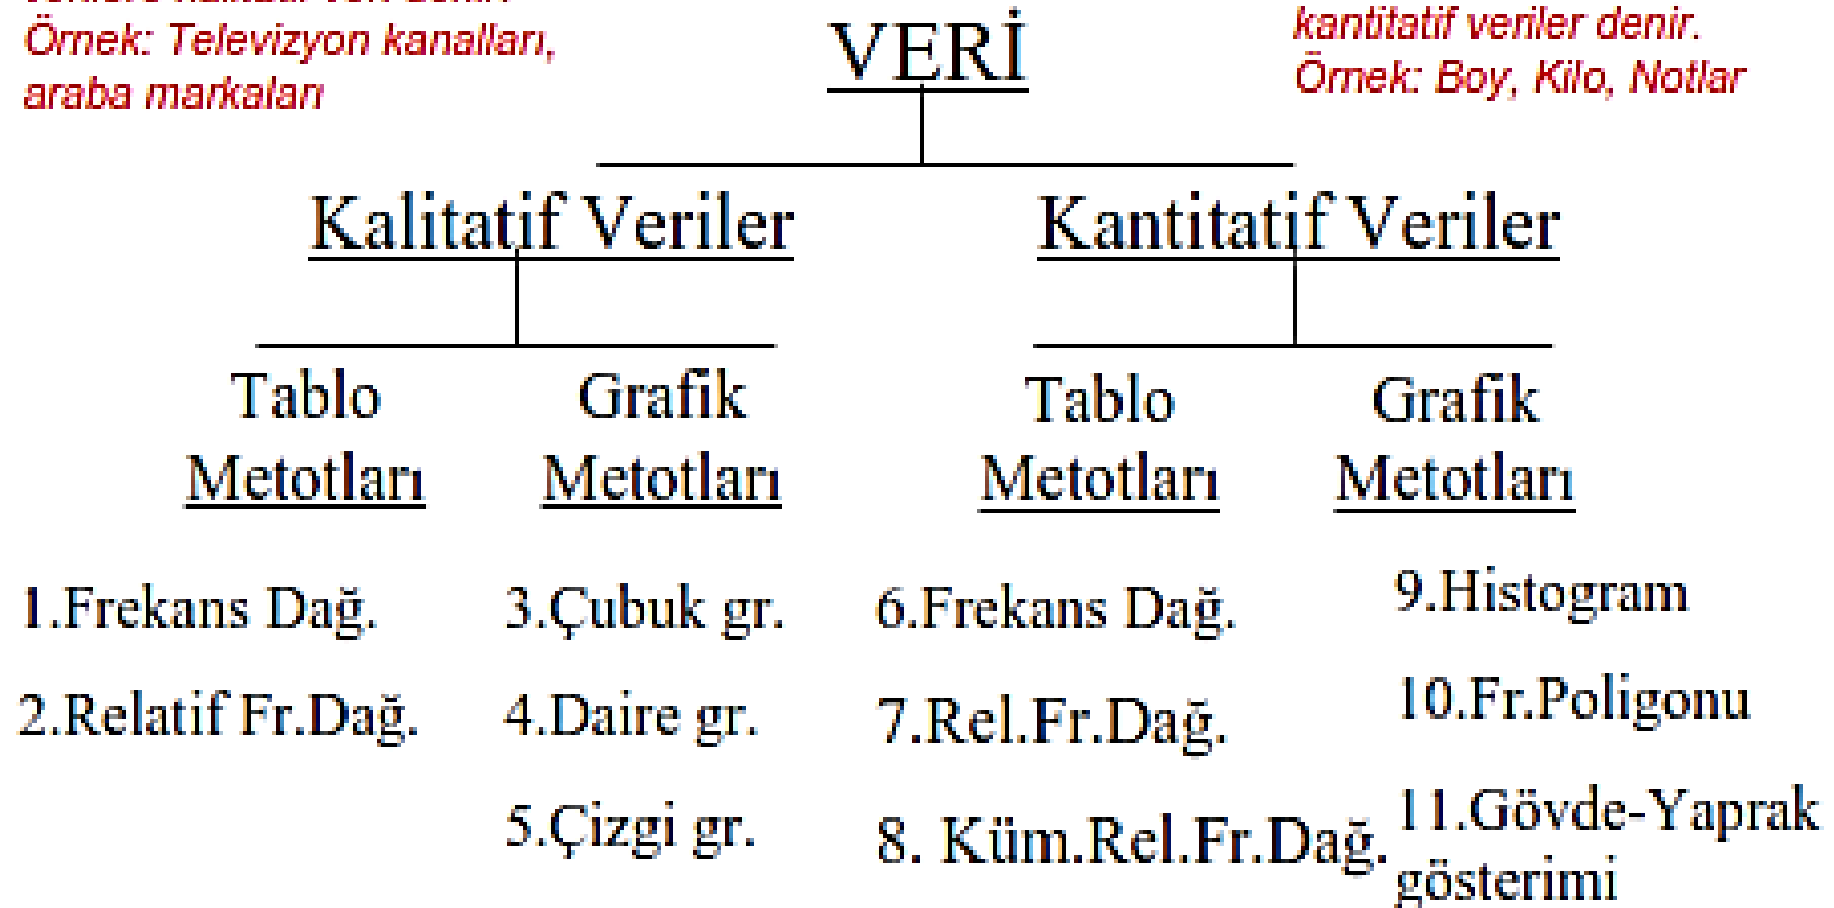 Örnek: Televizyon kanalları,
araba markaları
VERİ
kantitatif veriler denir.
Örnek: Boy, Kilo, Notlar
Kalitatif Veriler
Kantitatif Veriler
Tablo
Metotları
Grafik
Metotları
Tablo
Metotları
Grafik
Metotları
1.Frekans Dağ.
2.Relatif Fr.Dağ.
3.Çubuk gr.
4.Daire gr.
5.Çizgi gr.
6.Frekans Dağ.
7.Rel.Fr.Dağ.
8. Küm.Rel.Fr.Dağ.
9.Histogram
10.Fr.Poligonu
11.Gövde-Yaprak
gösterimi